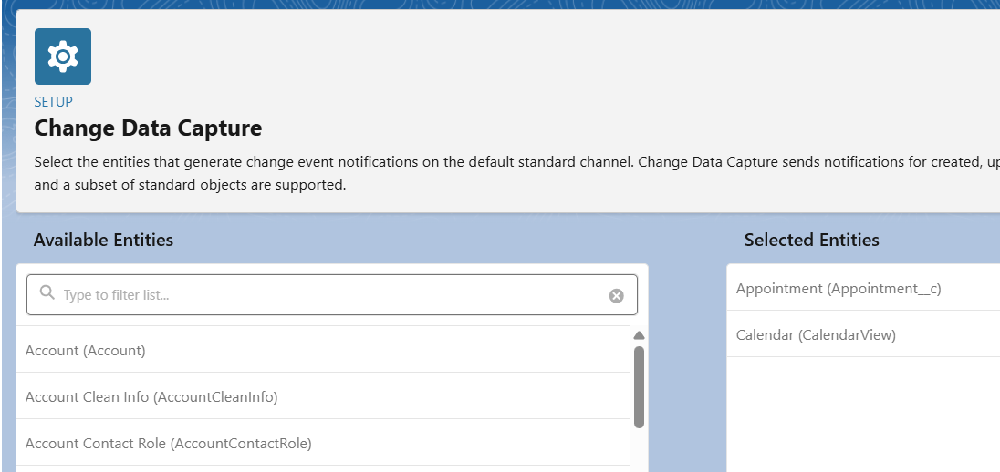 SETUP
Change Data Capture
Select the entities that generate change event notifications on the default standard channel. Change Data Capture sends notifications for created,
and a subset of standard objects are supported.
Available Entities
Selected Entities
Type to filter list...
Appointment (Appointment__c)
Calendar (CalendarView)
Account (Account)
Account Clean Info (AccountCleanInfo)
Account Contact Role (AccountContactRole)